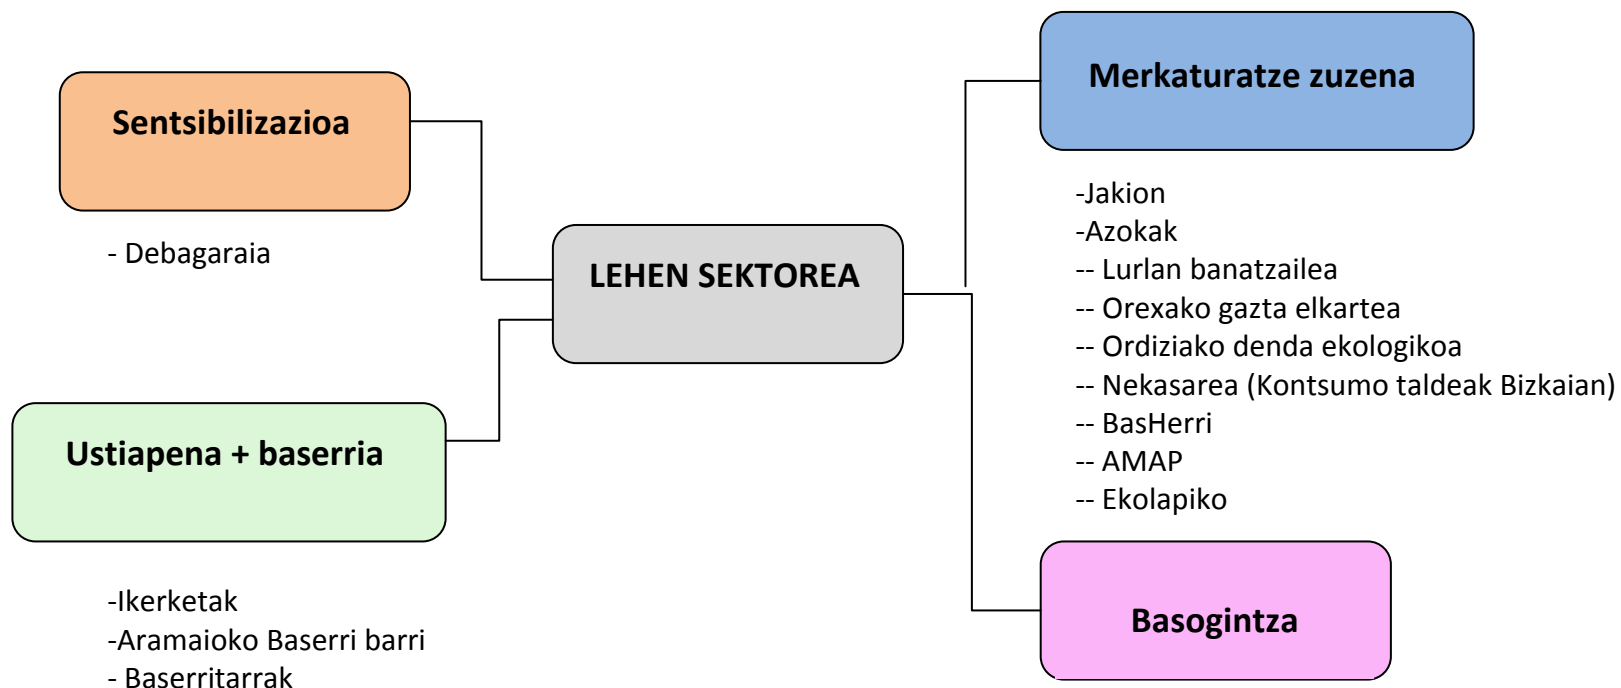 Sentsibilizazioa
- Debagaraia
Ustiapena + baserria
-Ikerketak
-Aramaioko Baserri barri
- Baserritarrak
LEHEN SEKTOREA
Merkaturatze zuzena
-Jakion
-Azokak
-- Lurlan banatzailea
-- Orexako gazta elkartea
-- Ordiziako denda ekologikoa
-- Nekasarea (Kontsumo taldeak Bizkaian)
-- BasHerri
-- AMAP
-- Ekolapiko
Basogintza